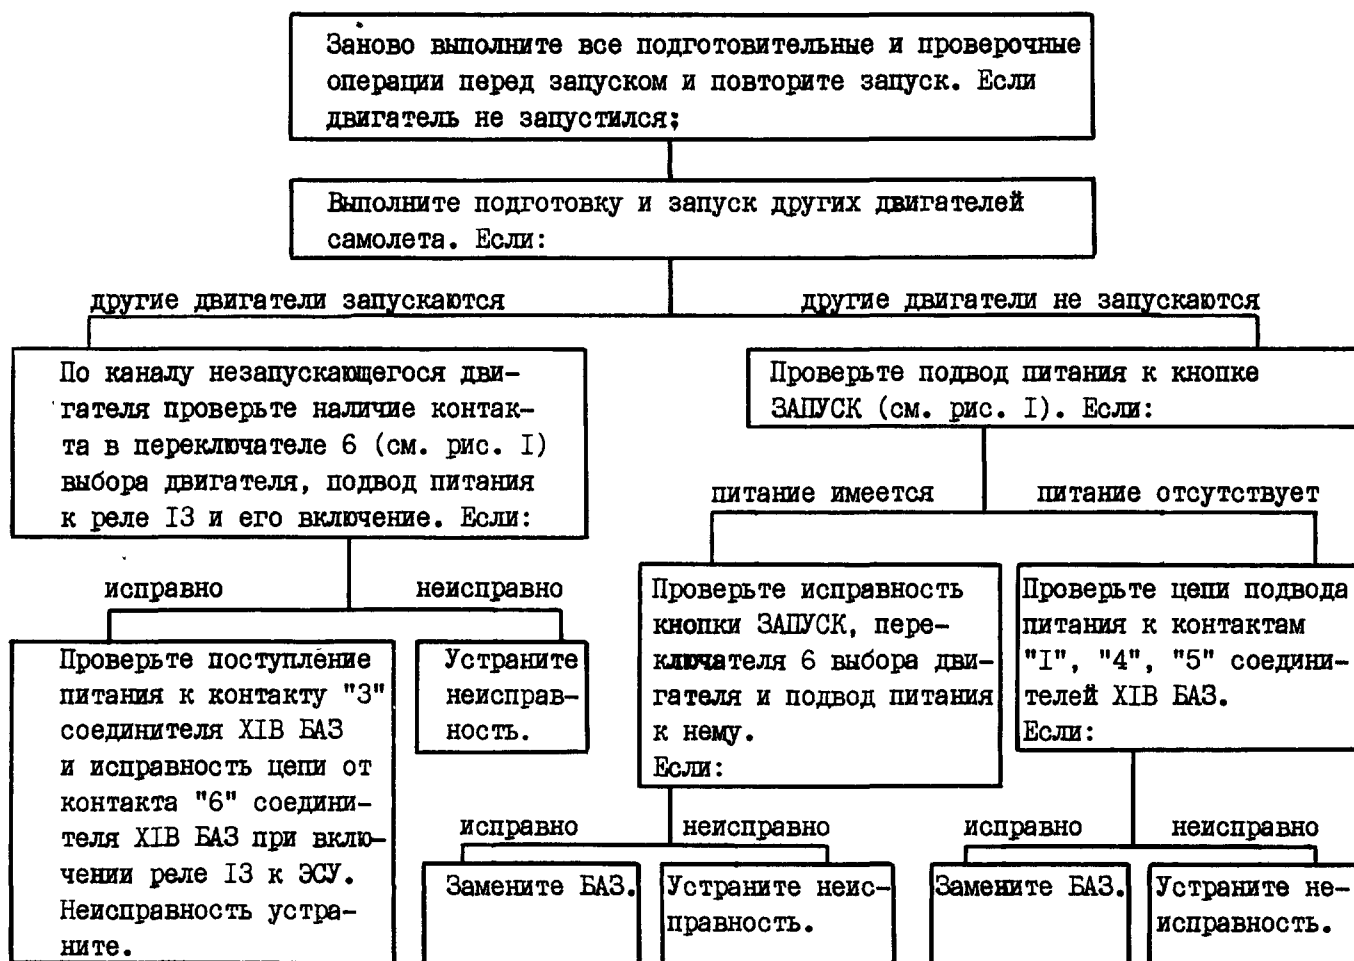 Заново выполните все подготовительные и проверочные
операции перед запуском и повторите запуск. Если
двигатель не запустился;
Выполните подготовку и запуск других двигателей
самолета. Если:
другие двигатели запускаются
другие двигатели не запускаются
По каналу незапускающегося дви-
гателя проверьте наличие контак-
та в переключателе 6 (см. рис. I)
выбора двигателя, подвод питания
к реле I3 и его включение. Если:
Проверьте подвод питания к кнопке
ЗАПУСК (см. рис. I). Если:
питание имеется
питание отсутствует
исправно
неисправно
Проверьте поступление
питания к контакту "3"
соединителя XIВ БАЗ
и исправность цепи от
контакта "6" соедини-
теля XIВ БАЗ при вклю-
чении реле I3 к ЭСУ.
Неисправность устра-
ните.
Устраните
неисправ-
ность.
Проверьте исправность
кнопки ЗАПУСК, пере-
ключателя 6 выбора дви-
гателя и подвод питания
к нему.
Если:
Проверьте цепи подвода
питания к контактам
"I", "4", "5" соедини-
телей XIВ БАЗ.
Если:
исправно
неисправно
исправно
неисправно
Замените БАЗ.
Устраните неис-
правность.
Замените БАЗ.
Устраните не-
исправность.